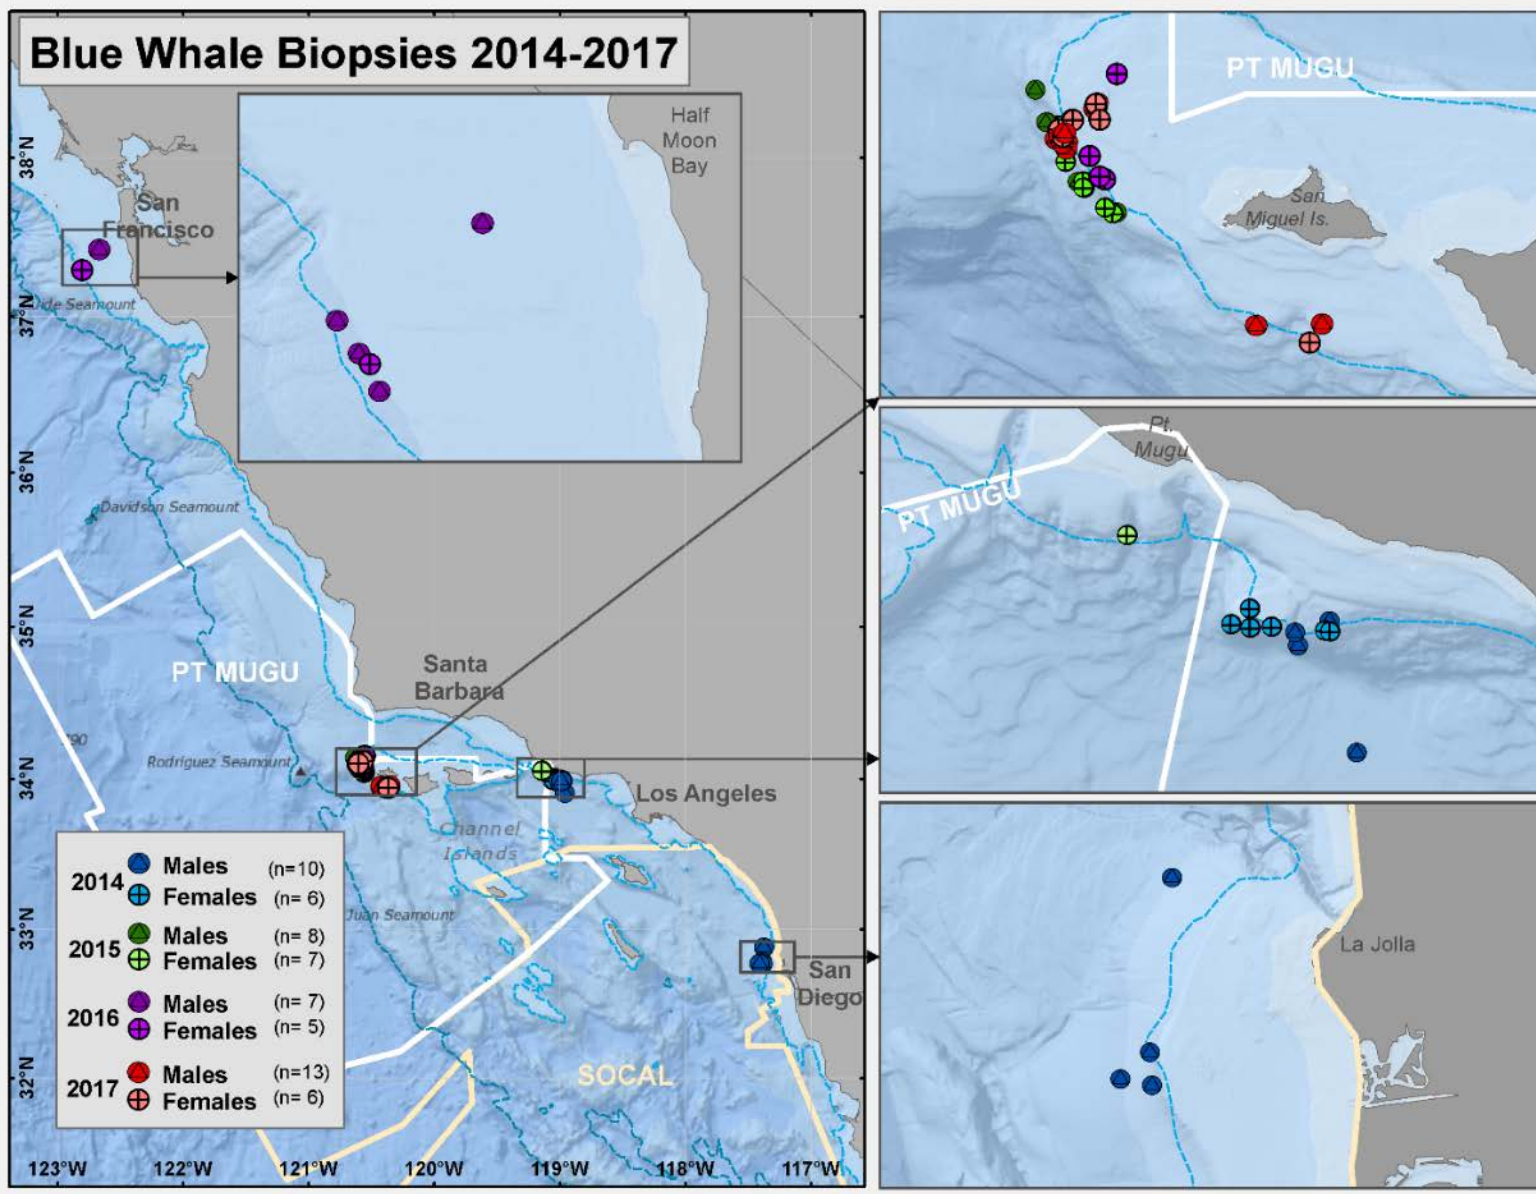 Blue Whale Biopsies 2014-2017
Half
Moon
Bay
38°N
San
Francisco
37°N
Seamount
36°N
Davidson Seamount
35°N
PT MUGU
Santa
Barbara
Rodriguez Seamount
34°N
Los Angeles
Channel
Islands
2014
Males (n=10)
Females (n= 6)
2015
Males (n= 8)
Females (n= 7)
2016
Males (n= 7)
Females (n= 5)
2017
Males (n=13)
Females (n= 6)
Juan Seamount
33°N
San
Diego
SOCAL
32°N
123°W 122°W 121°W 120°W 119°W 118°W 117°W
PT MUGU
San
Miguel Is.
Pt.
Mugu
PT MUGU
La Jolla